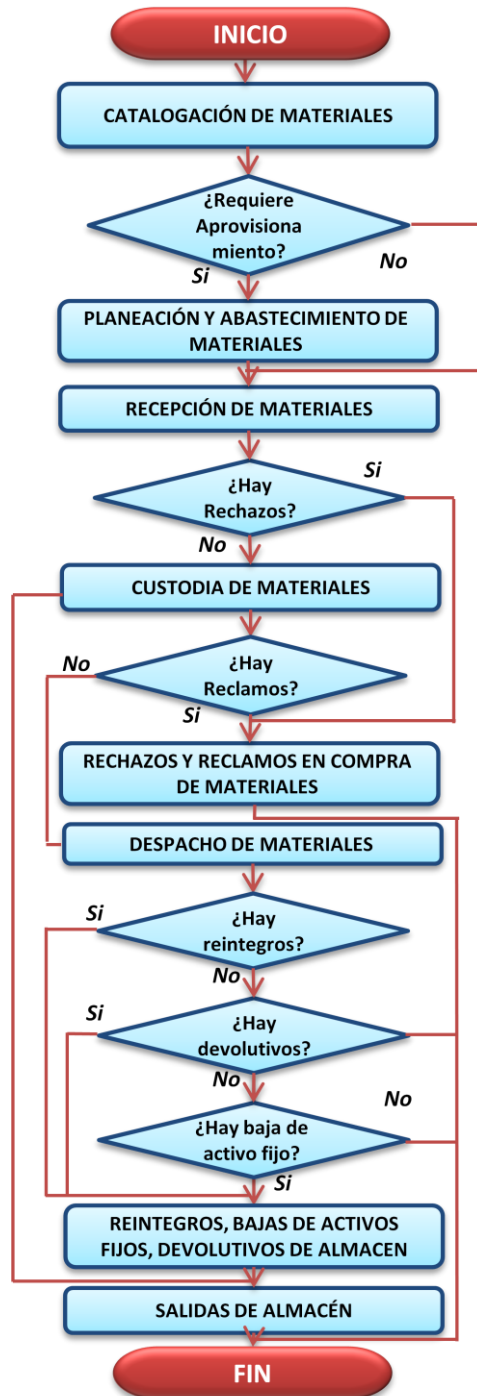 INICIO
CATALOGACIÓN DE MATERIALES
¿Requiere
Aprovisiona
miento?
Si
No
PLANEACIÓN Y ABASTECIMIENTO DE
MATERIALES
RECEPCIÓN DE MATERIALES
Si
¿Hay
Rechazos?
No
CUSTODIA DE MATERIALES
No
¿Hay
Reclamos?
Si
RECHAZOS Y RECLAMOS EN COMPRA
DE MATERIALES
DESPACHO DE MATERIALES
Si
¿Hay
reintegros?
No
Si
¿Hay
devolutivos?
No
No
¿Hay baja de
activo fijo?
Si
REINTEGROS, BAJAS DE ACTIVOS
FIJOS, DEVOLUTIVOS DE ALMACEN
SALIDAS DE ALMACÉN
FIN